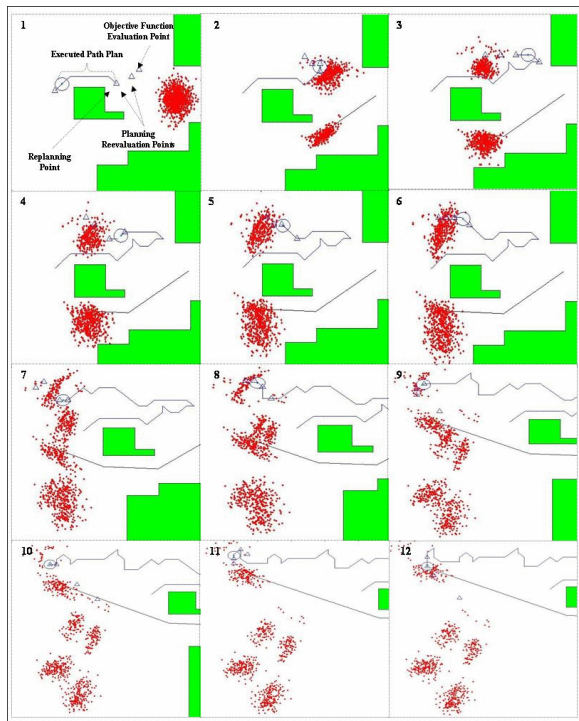 1
Objective Function
Evaluation Point
Executed Path Plan
Replanning
Point
Planning
Reevaluation Points
2
3
4
5
6
7
8
9
10
11
12